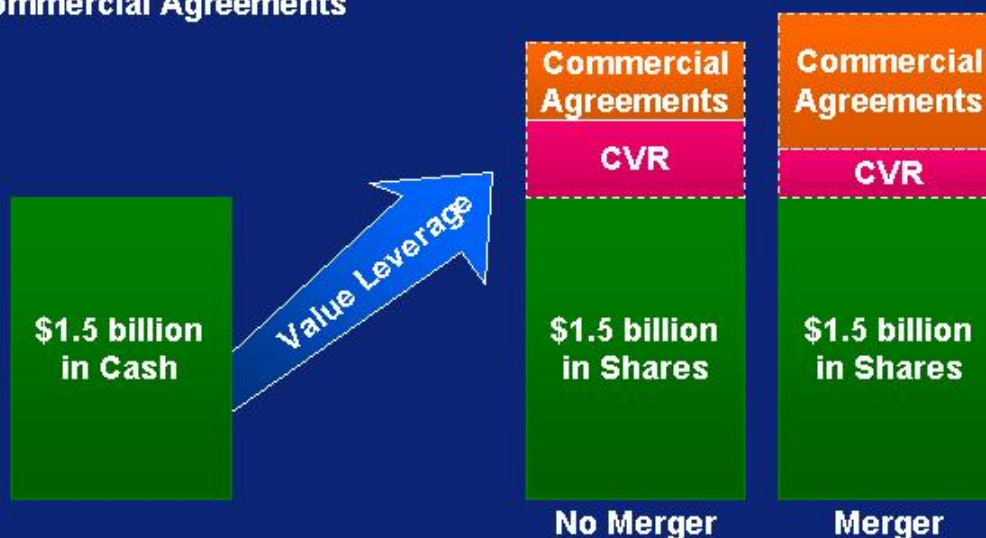 Commercial Agreements
Commercial
Agreements
CVR
Commercial
Agreements
CVR
Value Leverage
$1.5 billion
in Cash
$1.5 billion
in Shares
$1.5 billion
in Shares
No Merger
Merger